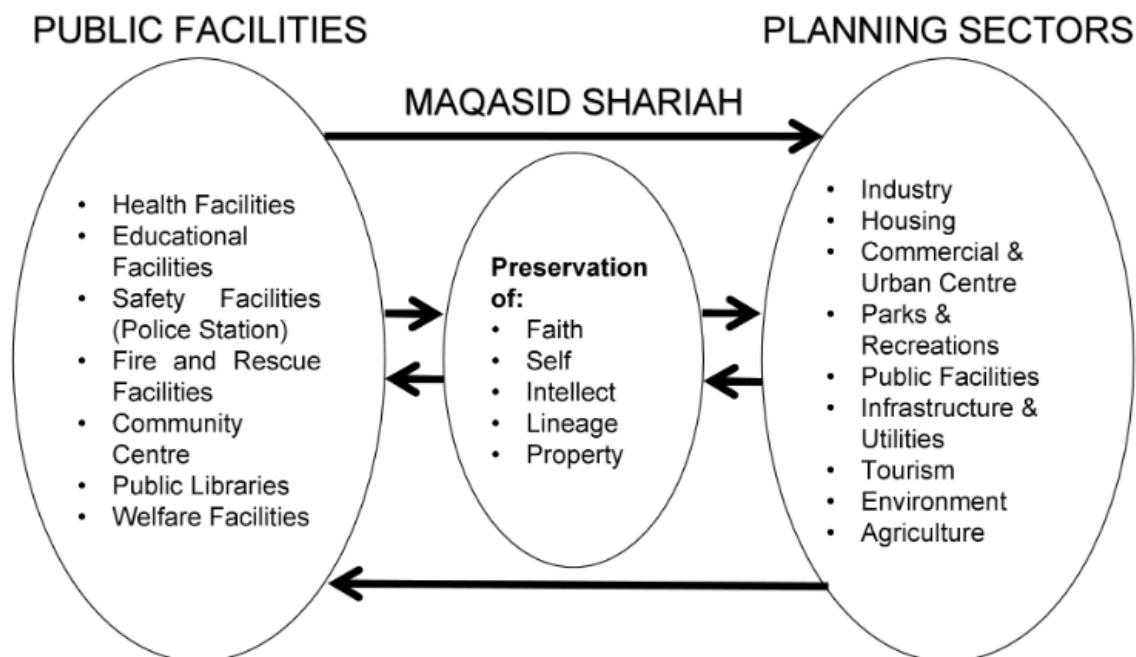 PUBLIC FACILITIES
PLANNING SECTORS
MAQASID SHARIAH
• Health Facilities
• Educational
Facilities
• Safety Facilities
(Police Station)
• Fire and Rescue
Facilities
• Community
Centre
• Public Libraries
• Welfare Facilities
Preservation
of:
• Faith
• Self
• Intellect
• Lineage
• Property
• Industry
• Housing
• Commercial &
Urban Centre
• Parks &
Recreations
• Public Facilities
• Infrastructure &
Utilities
• Tourism
• Environment
• Agriculture